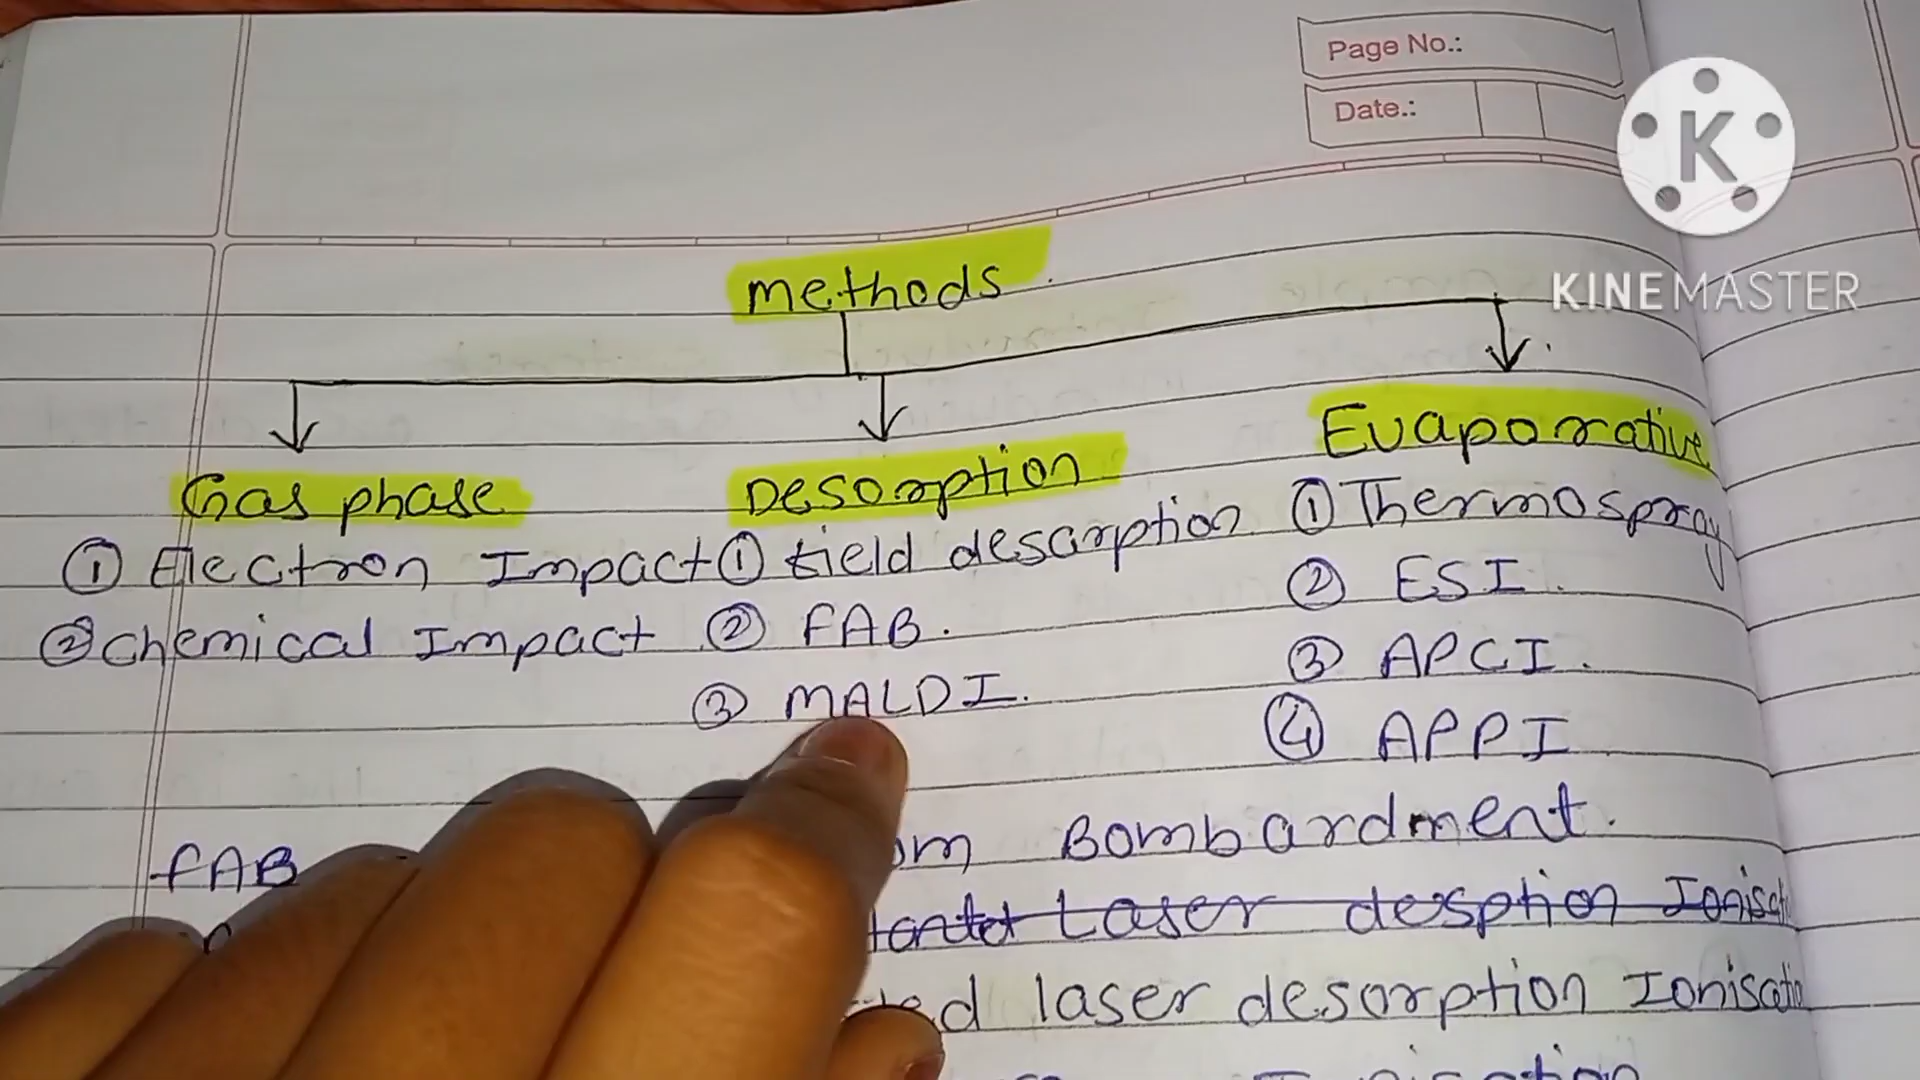 Page No.:
Date.:
K
KINEMASTER
Methods
Gas phase
① Electron Impact
② Chemical Impact
Desorption
① field desorption
② FAB.
③ MALDI.
Evaporative
① Thermospray
② ESI.
③ APCI.
④ APPI
FAB Bombardment.
Laser desption
laser desorption Ionisatio